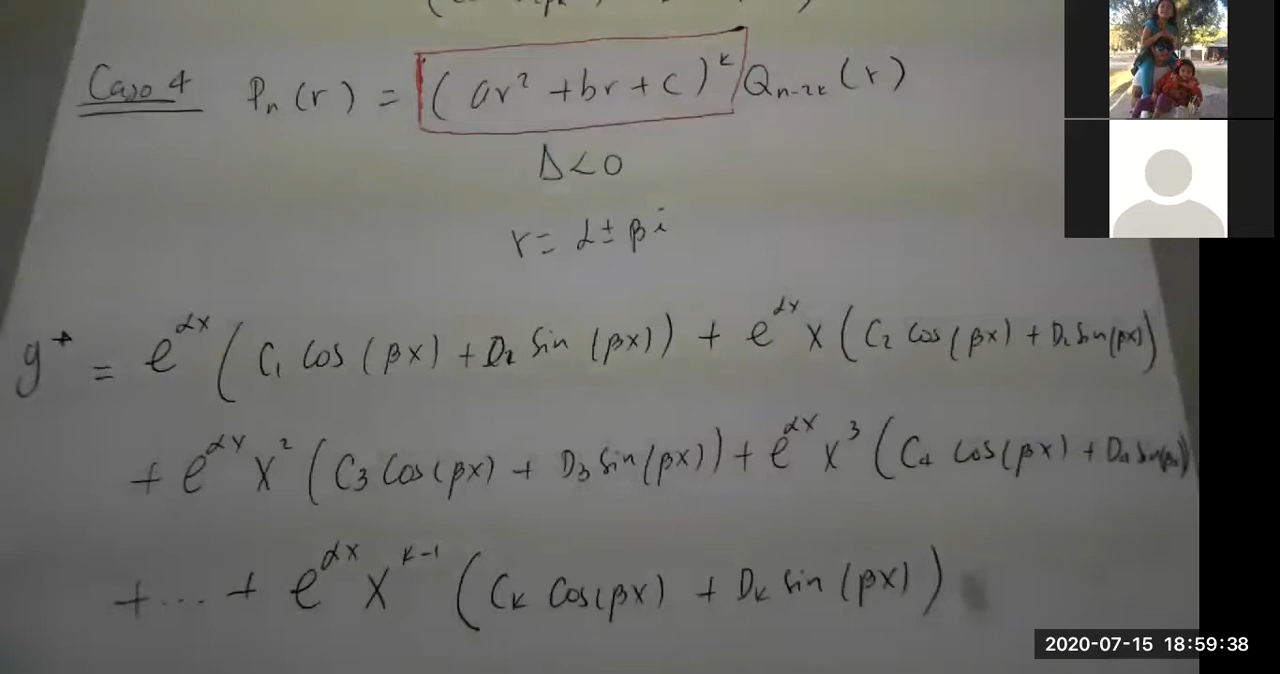 Caso 4 Pn(r) = (ar² + br + c)^k Qn-2k(r)
Δ<0
r = α ± βi
y* = e^αx (C1 cos(βx) + D1 sin(βx)) + e^αx x (C2 cos(βx) + D2 sin(βx))
+ e^αx x² (C3 cos(βx) + D3 sin(βx)) + e^αx x³ (C4 cos(βx) + D4 sin(βx))
+ ... + e^αx x^k-1 (Ck cos(βx) + Dk sin(βx))
2020-07-15 18:59:38